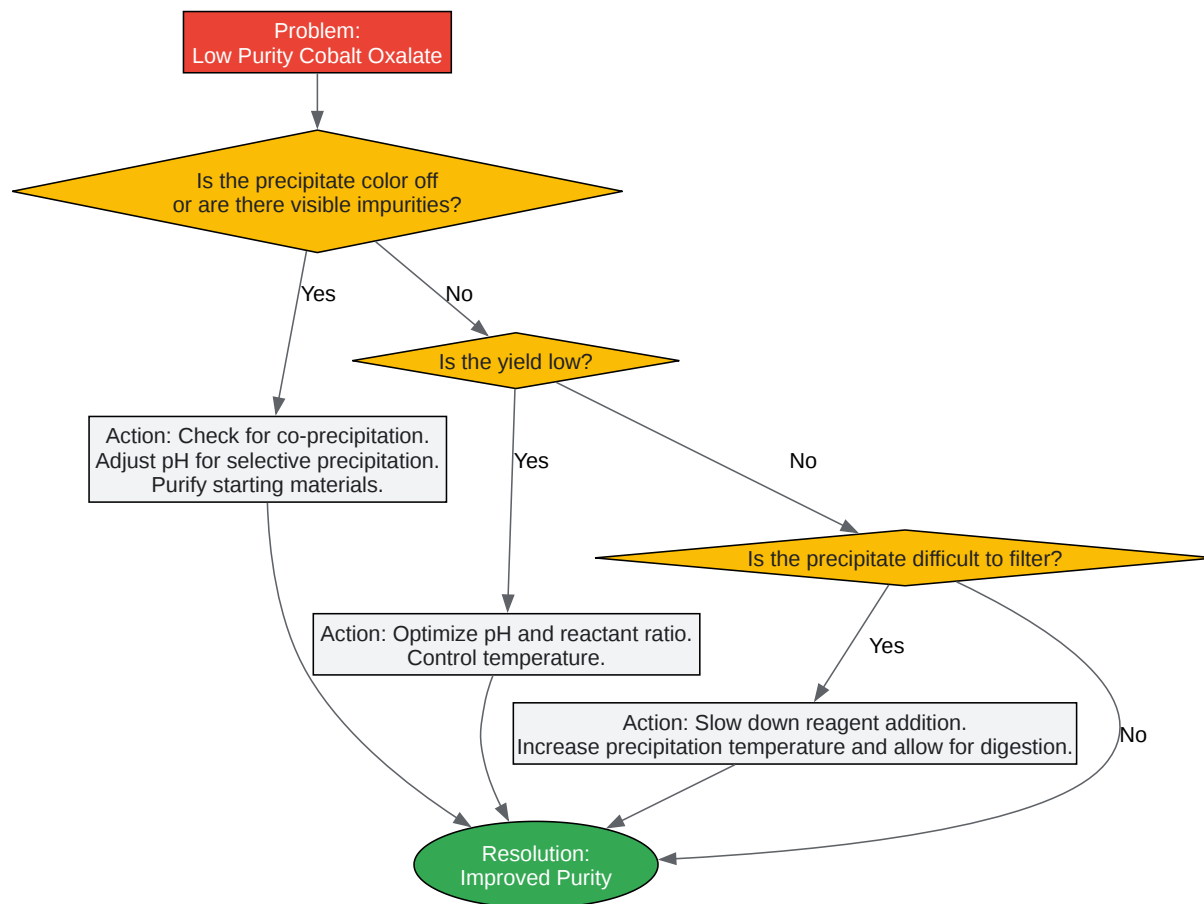 Problem:
Low Purity Cobalt Oxalate
Is the precipitate color off
or are there visible impurities?
Yes
No
Is the yield low?
Action: Check for co-precipitation.
Adjust pH for selective precipitation.
Purify starting materials.
Yes
No
Is the precipitate difficult to filter?
Action: Optimize pH and reactant ratio.
Control temperature.
Yes
No
Action: Slow down reagent addition.
Increase precipitation temperature and allow for digestion.
Resolution:
Improved Purity